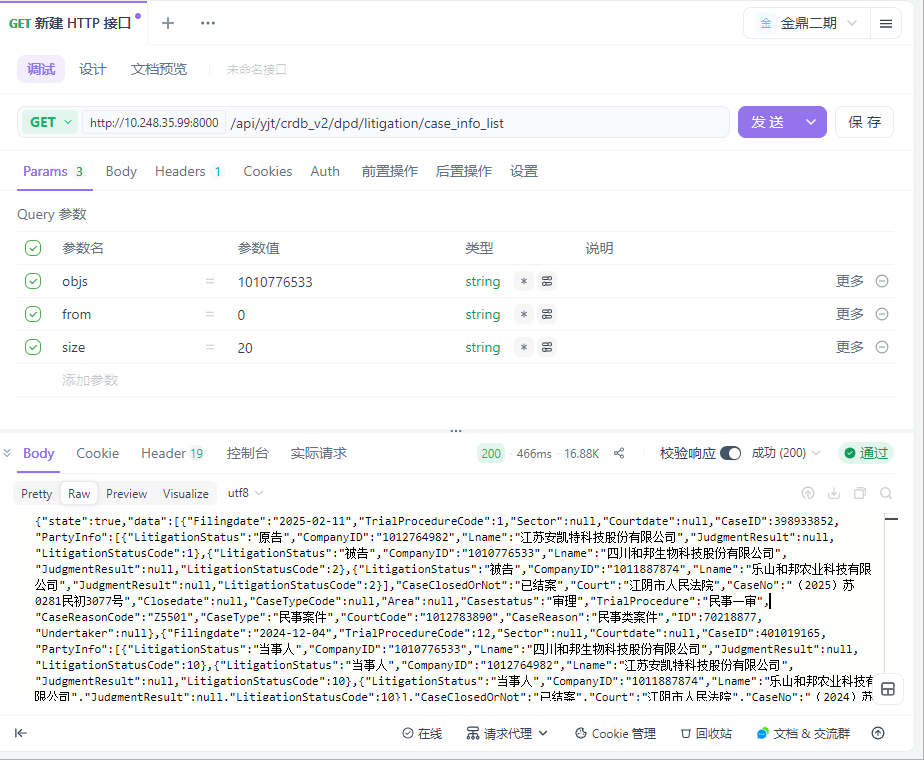 GET 新建 HTTP 接口
金 金鼎二期
调试 设计 文档预览 未命名接口
GET http://10.248.35.99:8000 /api/yjt/crdb_v2/dpd/litigation/case_info_list 发 送 保 存
Params 3 Body Headers 1 Cookies Auth 前置操作 后置操作 设置
Query 参数
参数名 参数值 类型 说明
objs = 1010776533 string * 更多
from = 0 string * 更多
size = 20 string * 更多
添加参数
Body Cookie Header 19 控制台 实际请求 200 466ms 16.88K 校验响应 成功 (200) 通过
Pretty Raw Preview Visualize utf8
{"state":true,"data":[{"Filingdate":"2025-02-11","TrialProcedureCode":1,"Sector":null,"Courtdate":null,"CaseID":398933852,
"PartyInfo":[{"LitigationStatus":"原告","CompanyID":"1012764982","Lname":"江苏安凯特科技股份有限公司","JudgmentResult":null,
"LitigationStatusCode":1},{"LitigationStatus":"被告","CompanyID":"1010776533","Lname":"四川和邦生物科技股份有限公司",
"JudgmentResult":null,"LitigationStatusCode":2},{"LitigationStatus":"被告","CompanyID":"1011887874","Lname":"乐山和邦农业科技有限
公司","JudgmentResult":null,"LitigationStatusCode":2}],"CaseClosedOrNot":"已结案","Court":"江阴市人民法院","CaseNo":"（2025）苏
0281民初3077号","Closedate":null,"CaseTypeCode":null,"Area":null,"Casestatus":"审理","TrialProcedure":"民事一审",
"CaseReasonCode":"Z5501","CaseType":"民事案件","CourtCode":"1012783890","CaseReason":"民事类案件","ID":70218877,
"Undertaker":null},{"Filingdate":"2024-12-04","TrialProcedureCode":12,"Sector":null,"Courtdate":null,"CaseID":401019165,
"PartyInfo":[{"LitigationStatus":"当事人","CompanyID":"1010776533","Lname":"四川和邦生物科技股份有限公司","JudgmentResult":null,
"LitigationStatusCode":10},{"LitigationStatus":"当事人","CompanyID":"1012764982","Lname":"江苏安凯特科技股份有限公司",
"JudgmentResult":null,"LitigationStatusCode":10},{"LitigationStatus":"当事人","CompanyID":"1011887874","Lname":"乐山和邦农业科技有
限公司","JudgmentResult":null,"LitigationStatusCode":10}],"CaseClosedOrNot":"已结案","Court":"江阴市人民法院","CaseNo":"（2024）苏
在线 请求代理 Cookie 管理 回收站 文档 & 交流群